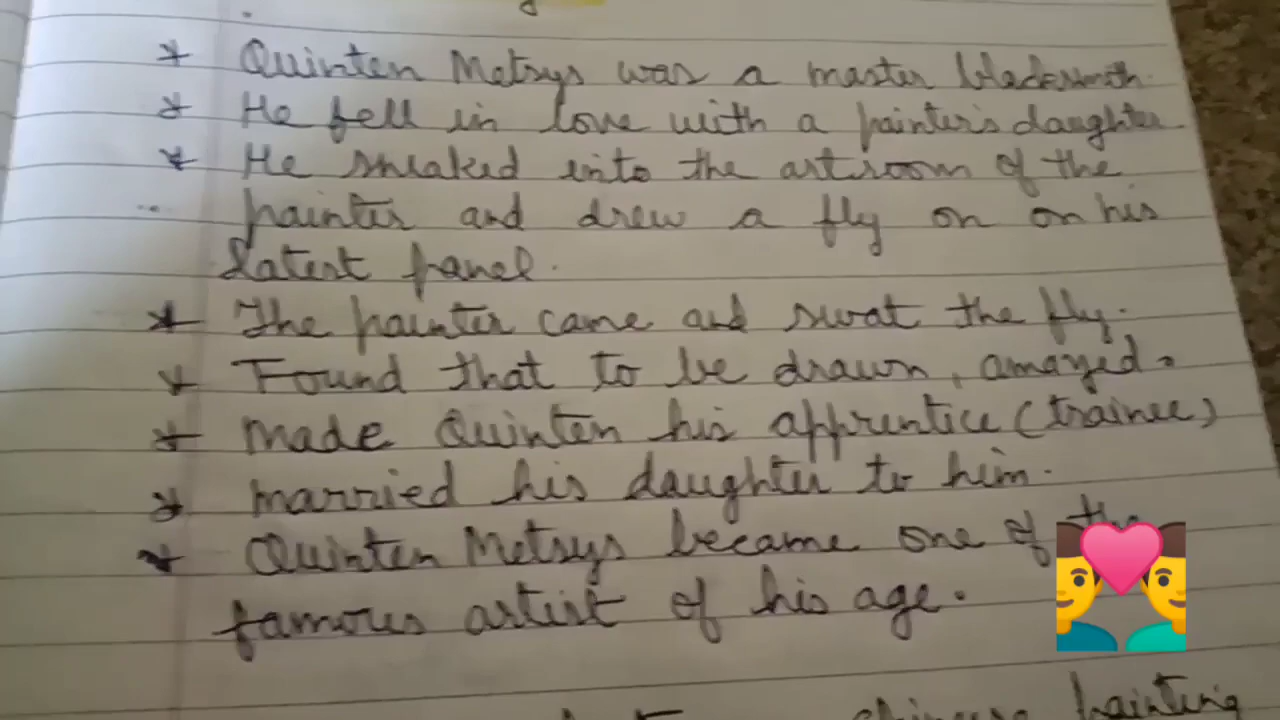 * Quinten Metsys was a master blacksmith.
* He fell in love with a painter's daughter
* He sneaked into the artroom of the
painter and drew a fly on on his
latest panel.
* The painter came and swat the fly.
* Found that to be drawn, amazed.
* Made Quinten his apprentice (trainee)
* married his daughter to him.
* Quinten Metsys became one of the
famous artist of his age.
chinese painting